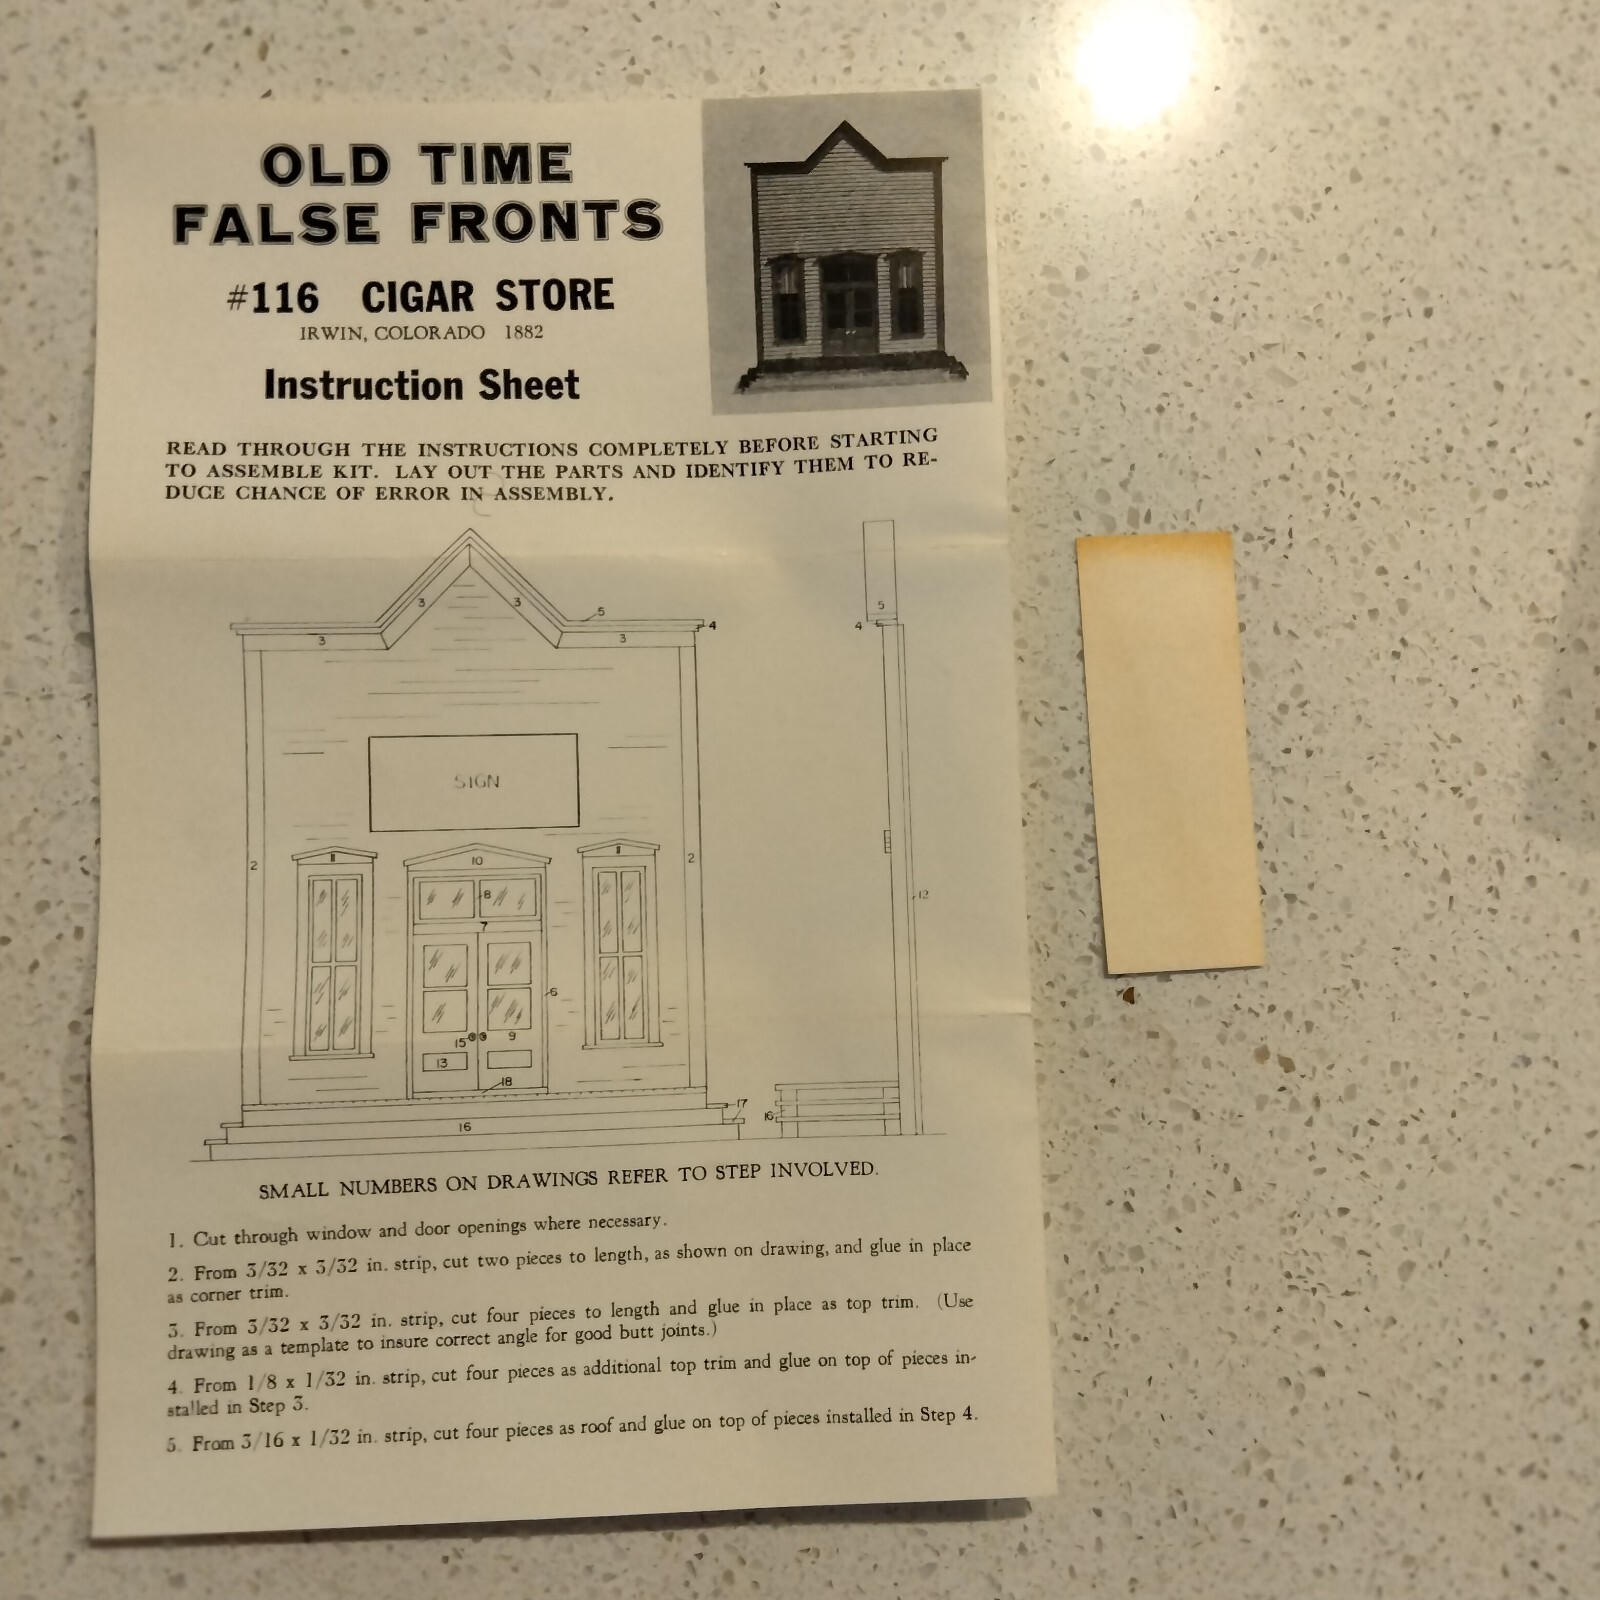 OLD TIME
FALSE FRONTS
#116 CIGAR STORE
IRWIN, COLORADO 1882
Instruction Sheet
READ THROUGH THE INSTRUCTIONS COMPLETELY BEFORE STARTING
TO ASSEMBLE KIT. LAY OUT THE PARTS AND IDENTIFY THEM TO RE-
DUCE CHANCE OF ERROR IN ASSEMBLY.
3 3 5 5
3 3 4 4
SIGN
2 11 10 11 2
8 12
7
6
15 9
13
18
17
16 16
SMALL NUMBERS ON DRAWINGS REFER TO STEP INVOLVED.
1. Cut through window and door openings where necessary.
2. From 3/32 x 3/32 in. strip, cut two pieces to length, as shown on drawing, and glue in place
as corner trim.
3. From 3/32 x 3/32 in. strip, cut four pieces to length and glue in place as top trim. (Use
drawing as a template to insure correct angle for good butt joints.)
4. From 1/8 x 1/32 in. strip, cut four pieces as additional top trim and glue on top of pieces in-
stalled in Step 3.
5. From 3/16 x 1/32 in. strip, cut four pieces as roof and glue on top of pieces installed in Step 4.